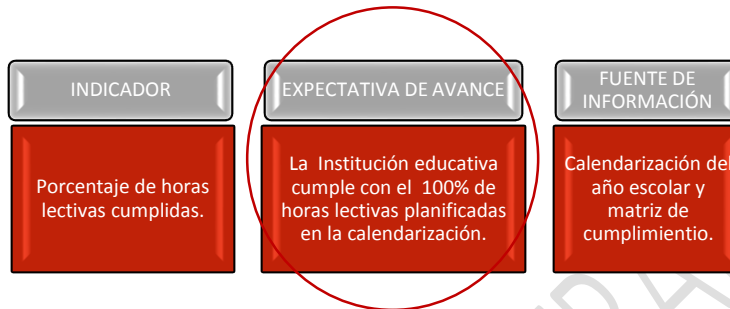 INDICADOR
EXPECTATIVA DE AVANCE
FUENTE DE
INFORMACIÓN
Porcentaje de horas
lectivas cumplidas.
La Institución educativa
cumple con el 100% de
horas lectivas planificadas
en la calendarización.
Calendarización del
año escolar y
matriz de
cumplimientio.